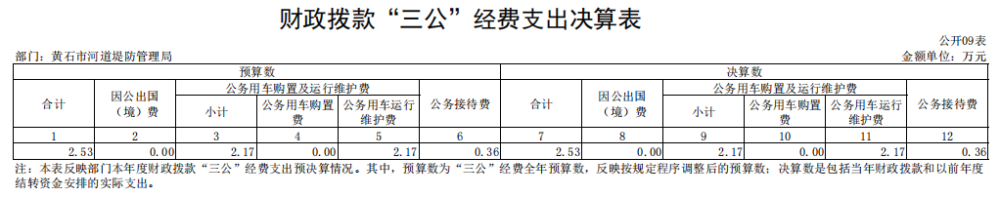 财政拨款“三公”经费支出决算表
公开09表
部门：黄石市河道堤防管理局 金额单位：万元
预算数 决算数
合计 因公出国（境）费 公务用车购置及运行维护费 公务接待费 合计 因公出国（境）费 公务用车购置及运行维护费 公务接待费
小计 公务用车购置费 公务用车运行维护费 小计 公务用车购置费 公务用车运行维护费
1 2 3 4 5 6 7 8 9 10 11 12
2.53 0.00 2.17 0.00 2.17 0.36 2.53 0.00 2.17 0.00 2.17 0.36
注：本表反映部门本年度财政拨款“三公”经费支出预决算情况。其中，预算数为“三公”经费全年预算数，反映按规定程序调整后的预算数；决算数是包括当年财政拨款和以前年度
结转资金安排的实际支出。